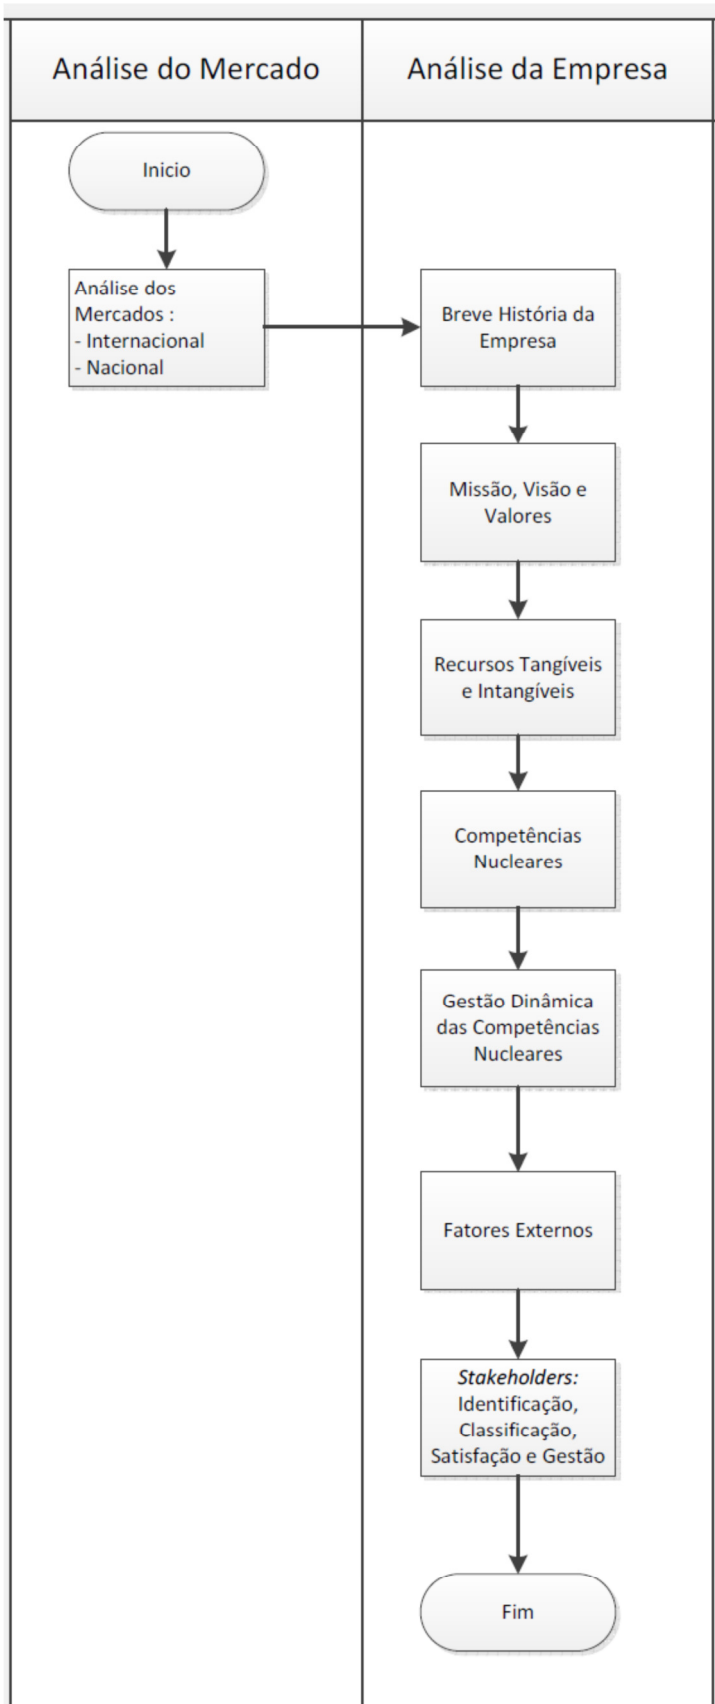 Análise do Mercado
Análise da Empresa
Inicio
Análise dos
Mercados :
- Internacional
- Nacional
Breve História da
Empresa
Missão, Visão e
Valores
Recursos Tangíveis
e Intangíveis
Competências
Nucleares
Gestão Dinâmica
das Competências
Nucleares
Fatores Externos
Stakeholders:
Identificação,
Classificação,
Satisfação e Gestão
Fim